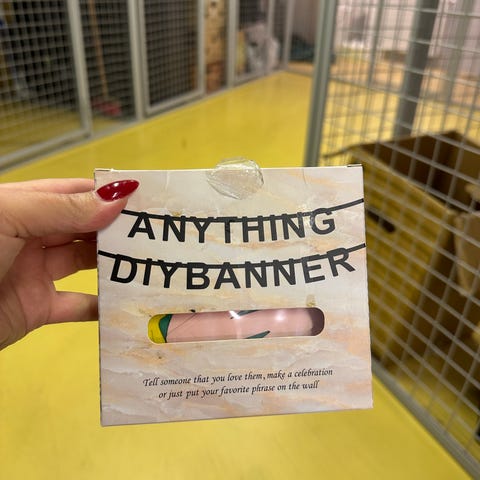 ANYTHING
DIYBANNER
Tell someone that you love them, make a celebration
or just put your favorite phrase on the wall